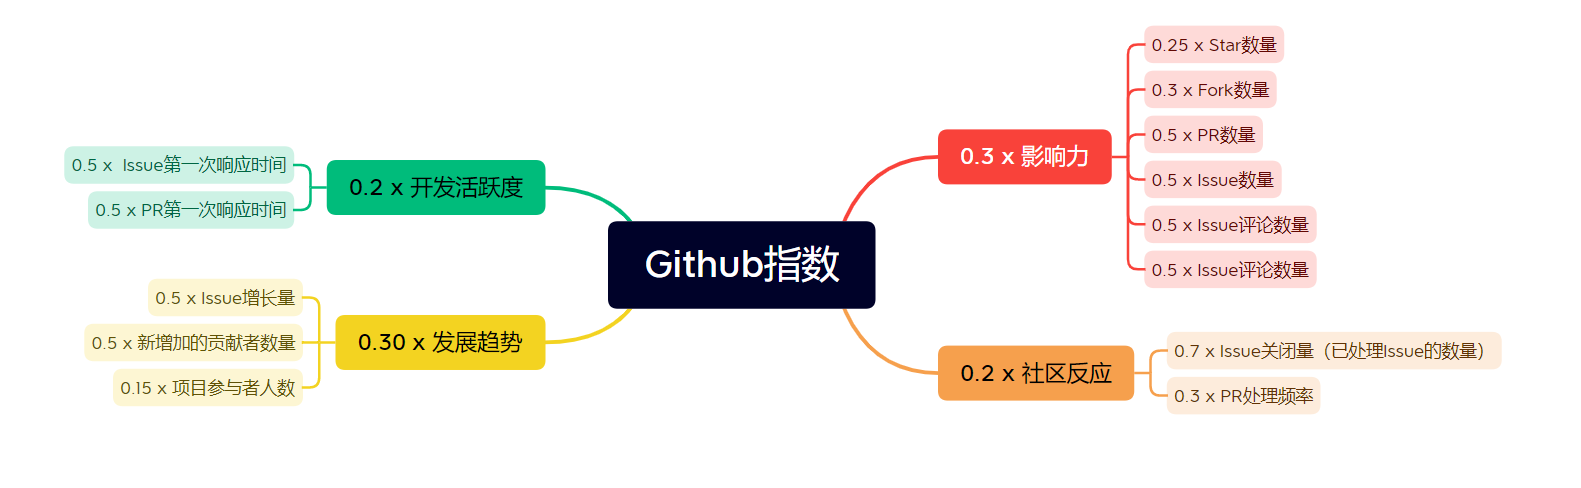 Github指数
0.3 x 影响力
0.25 x Star数量
0.3 x Fork数量
0.5 x PR数量
0.5 x Issue数量
0.5 x Issue评论数量
0.5 x Issue评论数量
0.2 x 社区反应
0.7 x Issue关闭量（已处理Issue的数量）
0.3 x PR处理频率
0.2 x 开发活跃度
0.5 x  Issue第一次响应时间
0.5 x PR第一次响应时间
0.30 x 发展趋势
0.5 x Issue增长量
0.5 x 新增加的贡献者数量
0.15 x 项目参与者人数